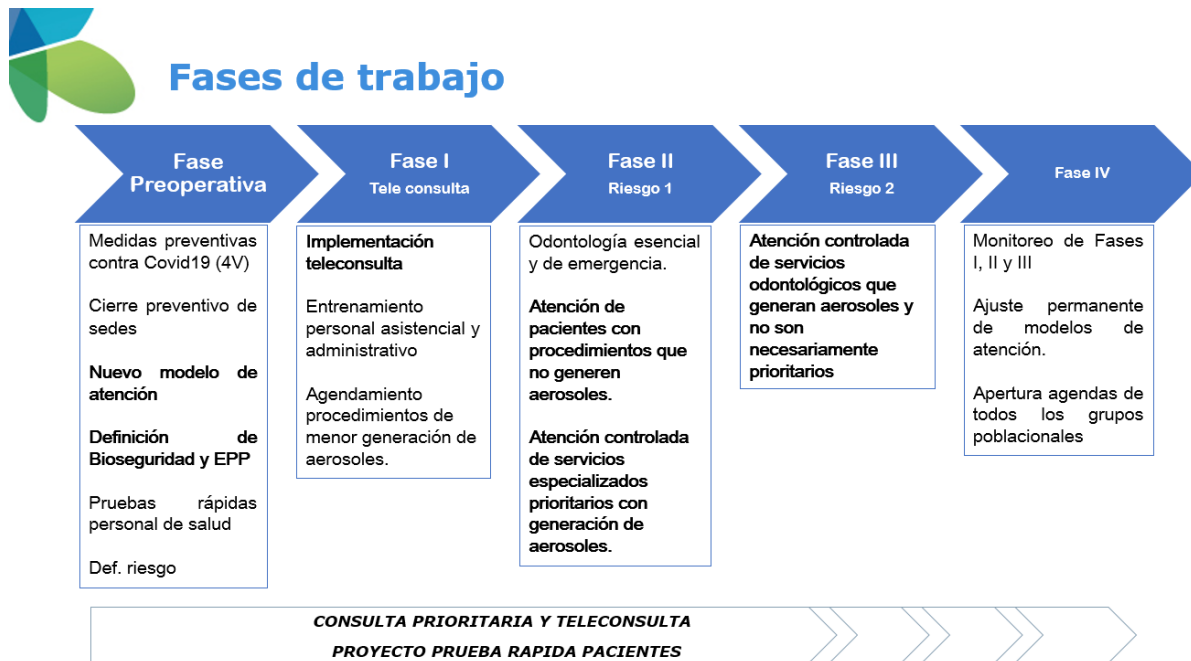 Fases de trabajo
Fase
Preoperativa
Medidas preventivas
contra Covid19 (4V)
Cierre preventivo de
sedes
Nuevo modelo de
atención
Definición de
Bioseguridad y EPP
Pruebas rápidas
personal de salud
Def. riesgo
Fase I
Tele consulta
Implementación
teleconsulta
Entrenamiento
personal asistencial y
administrativo
Agendamiento
procedimientos de
menor generación de
aerosoles.
Fase II
Riesgo 1
Odontología esencial
y de emergencia.
Atención de
pacientes con
procedimientos que
no generen
aerosoles.
Atención controlada
de servicios
especializados
prioritarios con
generación de
aerosoles.
Fase III
Riesgo 2
Atención controlada
de servicios
odontológicos que
generan aerosoles y
no son
necesariamente
prioritarios
Fase IV
Monitoreo de Fases
I, II y III
Ajuste permanente
de modelos de
atención.
Apertura agendas de
todos los grupos
poblacionales
CONSULTA PRIORITARIA Y TELECONSULTA
PROYECTO PRUEBA RAPIDA PACIENTES